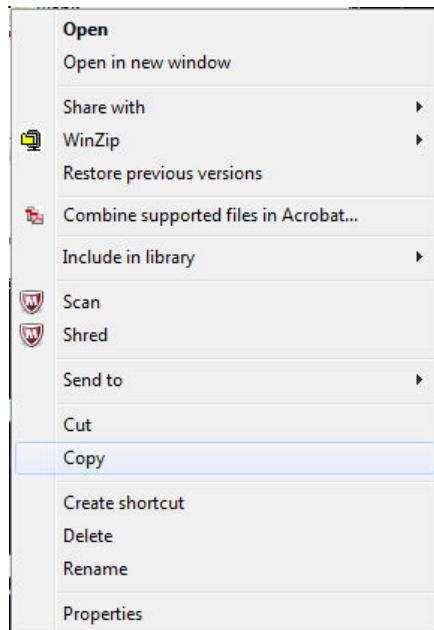 Open
Open in new window
Share with
WinZip
Restore previous versions
Combine supported files in Acrobat...
Include in library
Scan
Shred
Send to
Cut
Copy
Create shortcut
Delete
Rename
Properties